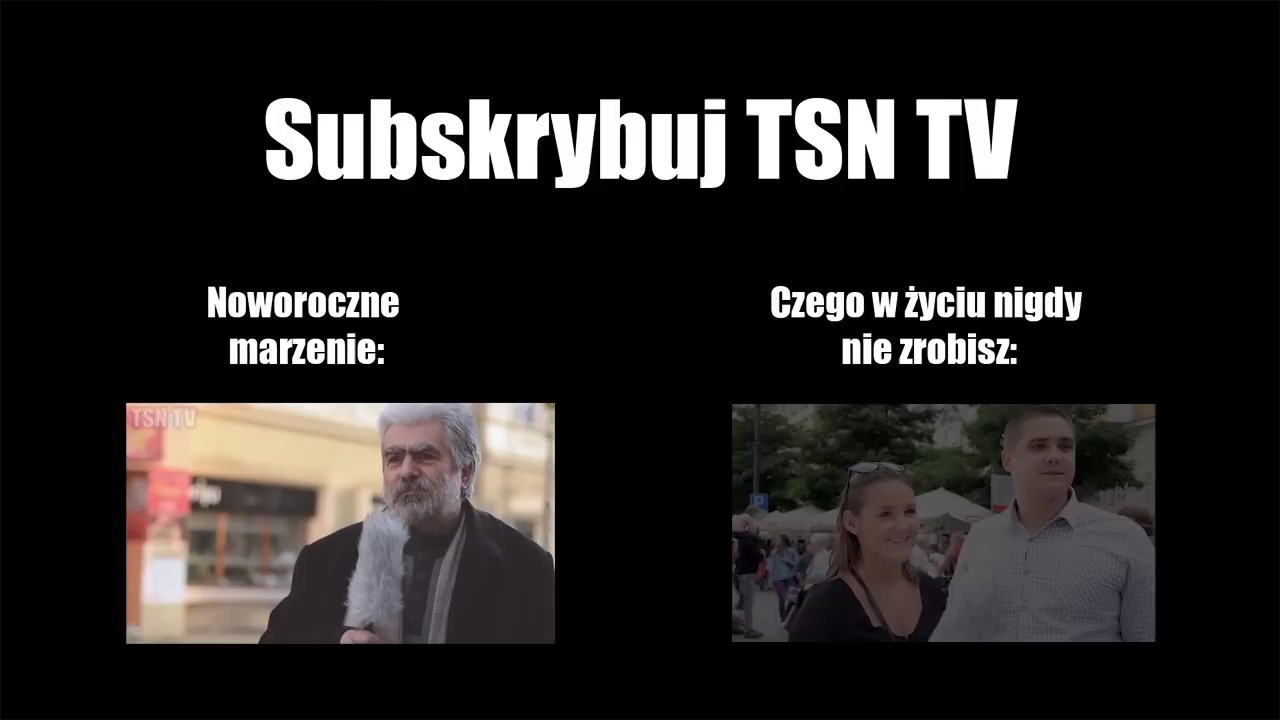 Subskrybuj TSN TV
Noworoczne
marzenie:
Czego w życiu nigdy
nie zrobisz:
TSN TV